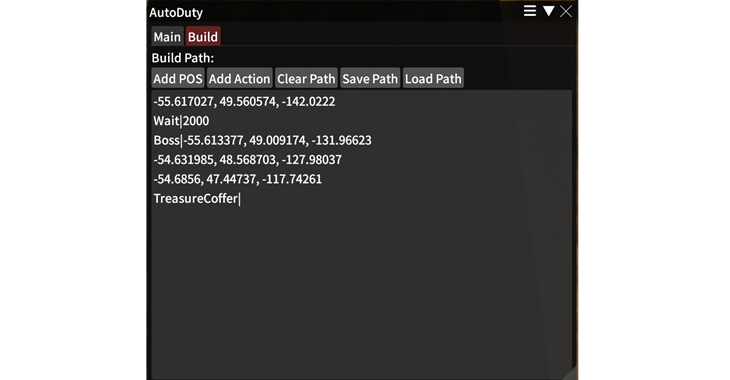 AutoDuty
Main Build
Build Path:
Add POS Add Action Clear Path Save Path Load Path
-55.617027, 49.560574, -142.0222
Wait|2000
Boss|-55.613377, 49.009174, -131.96623
-54.631985, 48.568703, -127.98037
-54.6856, 47.44737, -117.74261
TreasureCoffer|